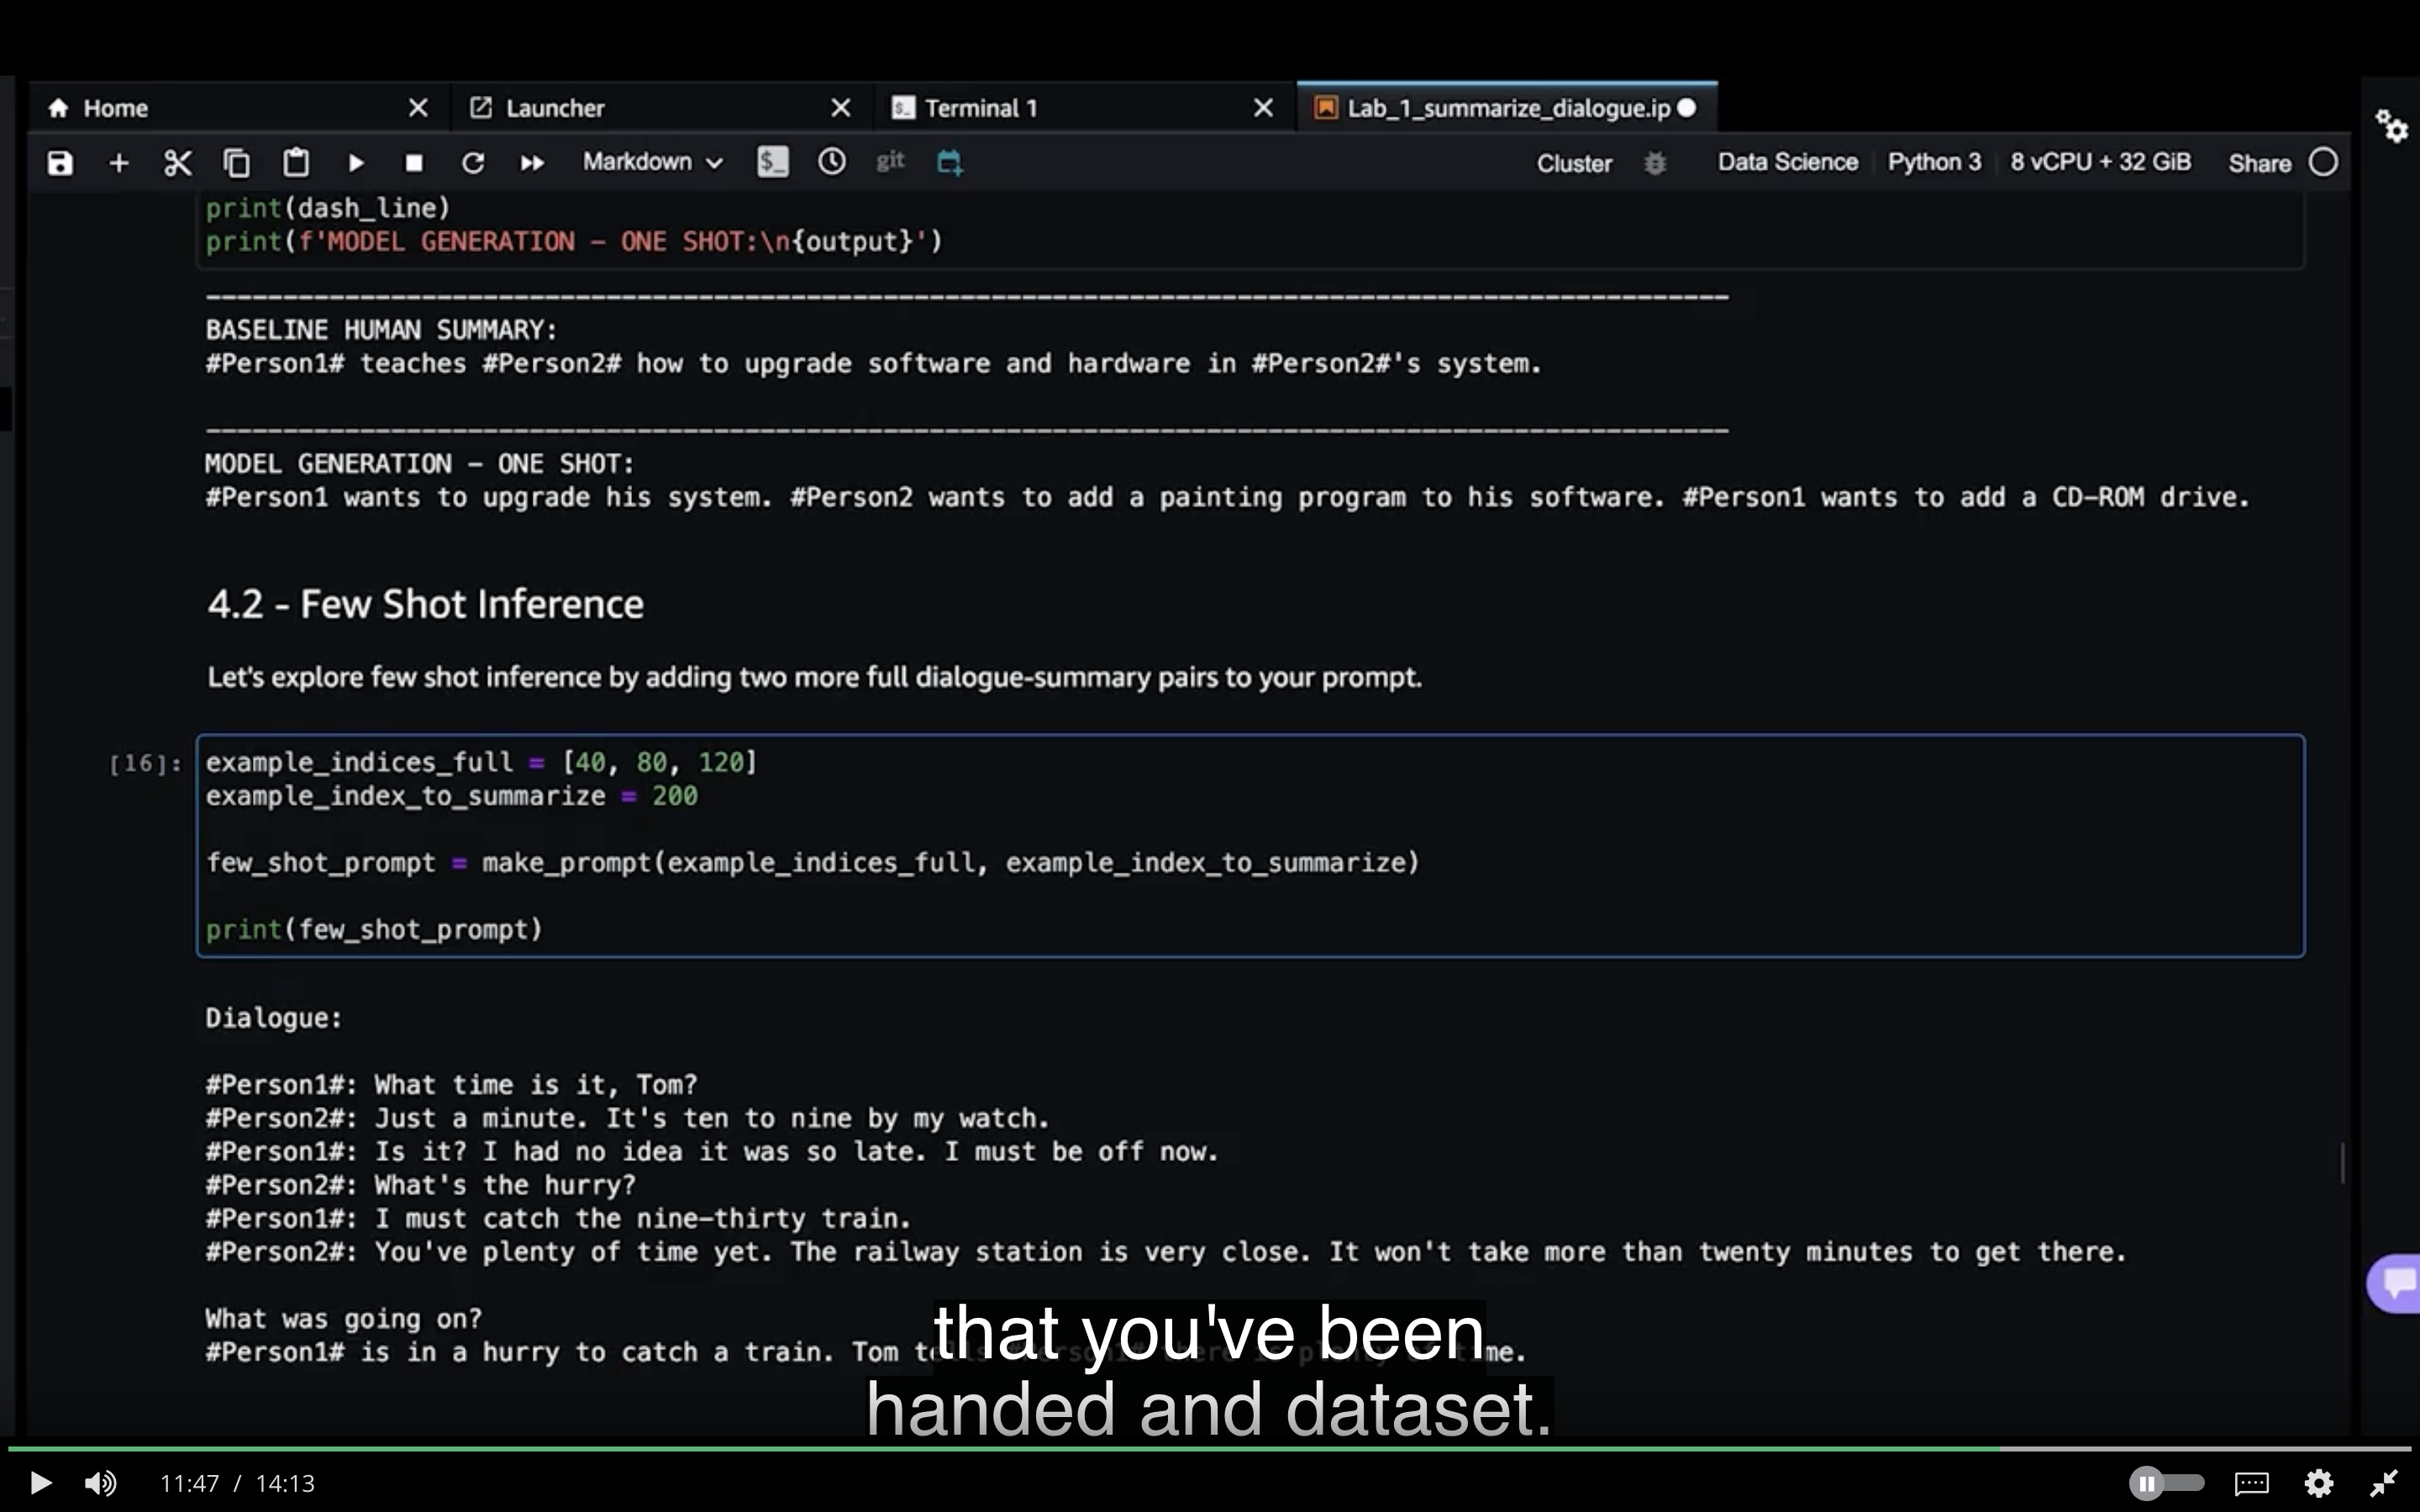 Home
Launcher
Terminal 1
Lab_1_summarize_dialogue.ip
Markdown
git
Cluster
Data Science
Python 3
8 vCPU + 32 GiB
Share
print(dash_line)
print(f'MODEL GENERATION - ONE SHOT:\n{output}')
---------------------------------------------------------------------------------------------------
BASELINE HUMAN SUMMARY:
#Person1# teaches #Person2# how to upgrade software and hardware in #Person2#'s system.
---------------------------------------------------------------------------------------------------
MODEL GENERATION - ONE SHOT:
#Person1 wants to upgrade his system. #Person2 wants to add a painting program to his software. #Person1 wants to add a CD-ROM drive.
4.2 - Few Shot Inference
Let's explore few shot inference by adding two more full dialogue-summary pairs to your prompt.
[16]:
example_indices_full = [40, 80, 120]
example_index_to_summarize = 200
few_shot_prompt = make_prompt(example_indices_full, example_index_to_summarize)
print(few_shot_prompt)
Dialogue:
#Person1#: What time is it, Tom?
#Person2#: Just a minute. It's ten to nine by my watch.
#Person1#: Is it? I had no idea it was so late. I must be off now.
#Person2#: What's the hurry?
#Person1#: I must catch the nine-thirty train.
#Person2#: You've plenty of time yet. The railway station is very close. It won't take more than twenty minutes to get there.
What was going on?
#Person1# is in a hurry to catch a train. Tom
that you've been
handed and dataset.
11:47 / 14:13